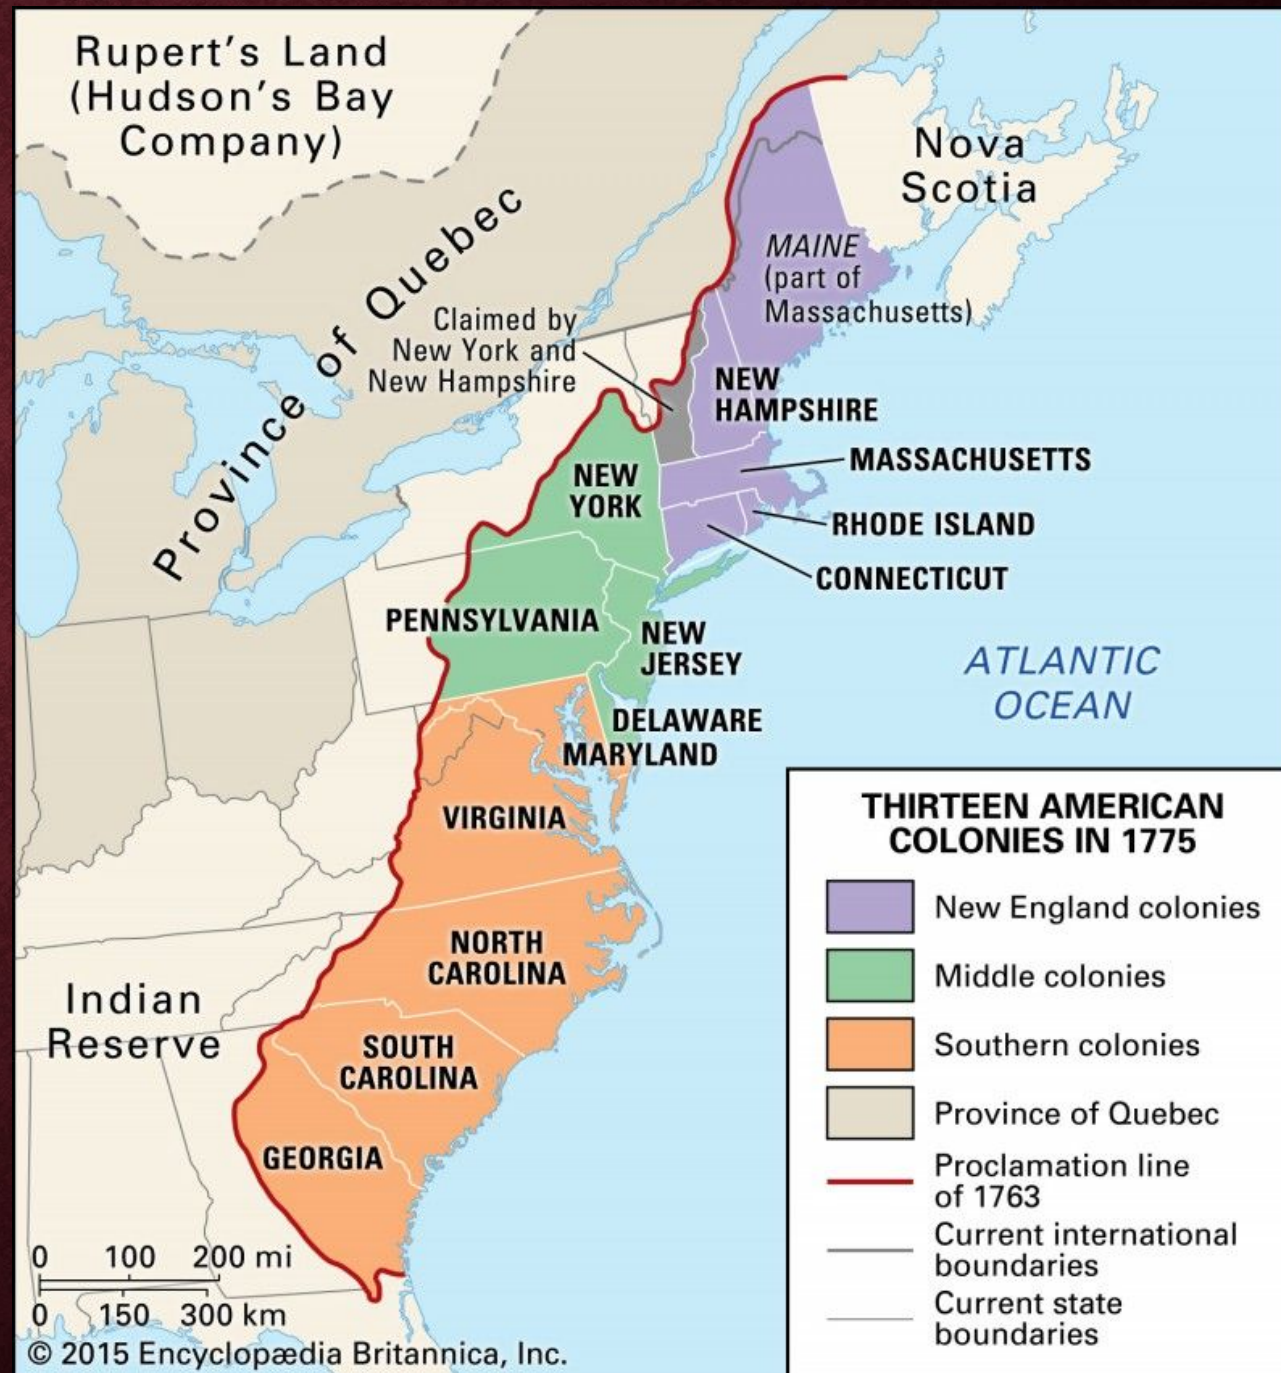 Rupert's Land
(Hudson's Bay
Company)
Nova
Scotia
Province of Quebec
MAINE
(part of
Massachusetts)
Claimed by
New York and
New Hampshire
NEW
HAMPSHIRE
MASSACHUSETTS
NEW
YORK
RHODE ISLAND
CONNECTICUT
PENNSYLVANIA
NEW
JERSEY
ATLANTIC
OCEAN
DELAWARE
MARYLAND
VIRGINIA
NORTH
CAROLINA
Indian
Reserve
SOUTH
CAROLINA
GEORGIA
THIRTEEN AMERICAN
COLONIES IN 1775
New England colonies
Middle colonies
Southern colonies
Province of Quebec
Proclamation line
of 1763
Current international
boundaries
Current state
boundaries
0 100 200 mi
0 150 300 km
© 2015 Encyclopædia Britannica, Inc.